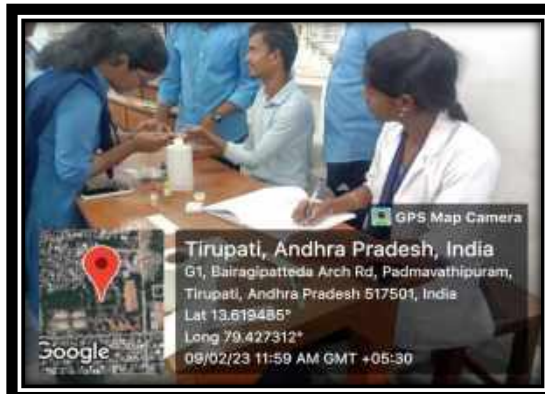 GPS Map Camera
Tirupati, Andhra Pradesh, India
G1, Bairagipatteda Arch Rd, Padmavathipuram,
Tirupati, Andhra Pradesh 517501, India
Lat 13.619485°
Long 79.427312°
09/02/23 11:59 AM GMT +05:30
Google